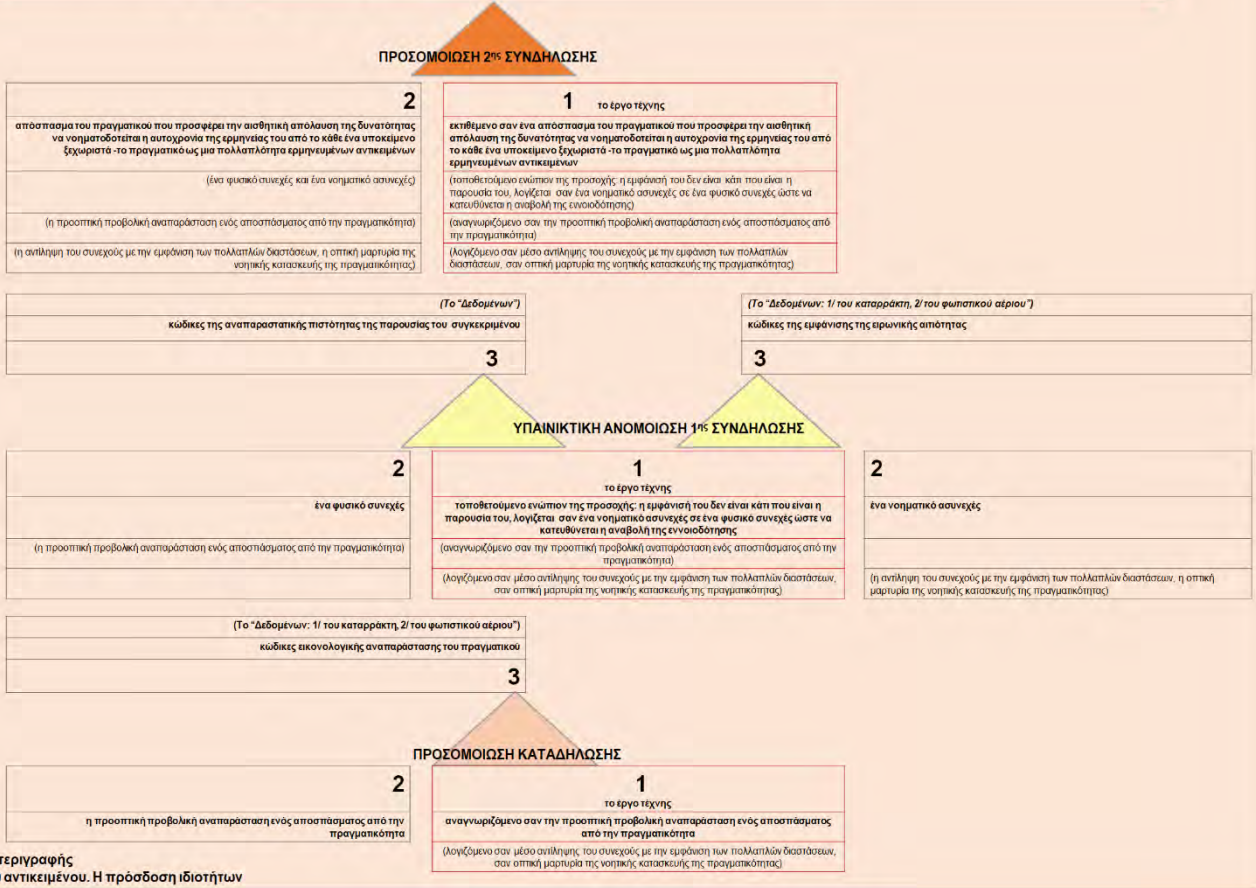 ΠΡΟΣΟΜΟΙΩΣΗ 2ης ΣΥΝΔΗΛΩΣΗΣ
2
απόσπασμα του πραγματικού που προσφέρει την αισθητική απόλαυση της δυνατότητας
να νοηματοδοτείται η αυτοχρονία της ερμηνείας του από το κάθε ένα υποκείμενο
ξεχωριστά -το πραγματικό ως μια πολλαπλότητα ερμηνευμένων αντικειμένων
(ένα φυσικό συνεχές και ένα νοηματικό ασυνεχές)
(η προοπτική προβολική αναπαράσταση ενός αποσπάσματος από την πραγματικότητα)
(η αντίληψη του συνεχούς με την εμφάνιση των πολλαπλών διαστάσεων, η οπτική μαρτυρία της
νοητικής κατασκευής της πραγματικότητας)
1 το έργο τέχνης
εκτιθέμενο σαν ένα απόσπασμα του πραγματικού που προσφέρει την αισθητική
απόλαυση της δυνατότητας να νοηματοδοτείται η αυτοχρονία της ερμηνείας του από
το κάθε ένα υποκείμενο ξεχωριστά -το πραγματικό ως μια πολλαπλότητα
ερμηνευμένων αντικειμένων
(τοποθετούμενο ενώπιον της προσοχής: η εμφάνισή του δεν είναι κάτι που είναι η
παρουσία του, λογίζεται σαν ένα νοηματικό ασυνεχές σε ένα φυσικό συνεχές ώστε να
κατευθύνεται η αναβολή της εννοιοδότησης)
(αναγνωριζόμενο σαν την προοπτική προβολική αναπαράσταση ενός αποσπάσματος από
την πραγματικότητα)
(λογιζόμενο σαν μέσο αντίληψης του συνεχούς με την εμφάνιση των πολλαπλών
διαστάσεων, σαν οπτική μαρτυρία της νοητικής κατασκευής της πραγματικότητας)
(Το “Δεδομένων”)
κώδικες της αναπαραστατικής πιστότητας της παρουσίας του συγκεκριμένου
3
(Το “Δεδομένων: 1/ του καταρράκτη, 2/ του φωτιστικού αέριου”)
κώδικες της εμφάνισης της ειρωνικής αιτιότητας
3
ΥΠΑΙΝΙΚΤΙΚΗ ΑΝΟΜΟΙΩΣΗ 1ης ΣΥΝΔΗΛΩΣΗΣ
2
ένα φυσικό συνεχές
(η προοπτική προβολική αναπαράσταση ενός αποσπάσματος από την πραγματικότητα)
1
το έργο τέχνης
τοποθετούμενο ενώπιον της προσοχής: η εμφάνισή του δεν είναι κάτι που είναι η
παρουσία του, λογίζεται σαν ένα νοηματικό ασυνεχές σε ένα φυσικό συνεχές ώστε να
κατευθύνεται η αναβολή της εννοιοδότησης
(αναγνωριζόμενο σαν την προοπτική προβολική αναπαράσταση ενός αποσπάσματος από την
πραγματικότητα)
(λογιζόμενο σαν μέσο αντίληψης του συνεχούς με την εμφάνιση των πολλαπλών διαστάσεων,
σαν οπτική μαρτυρία της νοητικής κατασκευής της πραγματικότητας)
2
ένα νοηματικό ασυνεχές
(η αντίληψη του συνεχούς με την εμφάνιση των πολλαπλών διαστάσεων, η οπτική
μαρτυρία της νοητικής κατασκευής της πραγματικότητας)
(Το “Δεδομένων: 1/ του καταρράκτη, 2/ του φωτιστικού αέριου”)
κώδικες εικονολογικής αναπαράστασης του πραγματικού
3
ΠΡΟΣΟΜΟΙΩΣΗ ΚΑΤΑΔΗΛΩΣΗΣ
2
η προοπτική προβολική αναπαράσταση ενός αποσπάσματος από την
πραγματικότητα
1
το έργο τέχνης
αναγνωριζόμενο σαν την προοπτική προβολική αναπαράσταση ενός αποσπάσματος
από την πραγματικότητα
(λογιζόμενο σαν μέσο αντίληψης του συνεχούς με την εμφάνιση των πολλαπλών διαστάσεων,
σαν οπτική μαρτυρία της νοητικής κατασκευής της πραγματικότητας)
τεριγραφής
αντικειμένου. Η πρόσδοση ιδιοτήτων